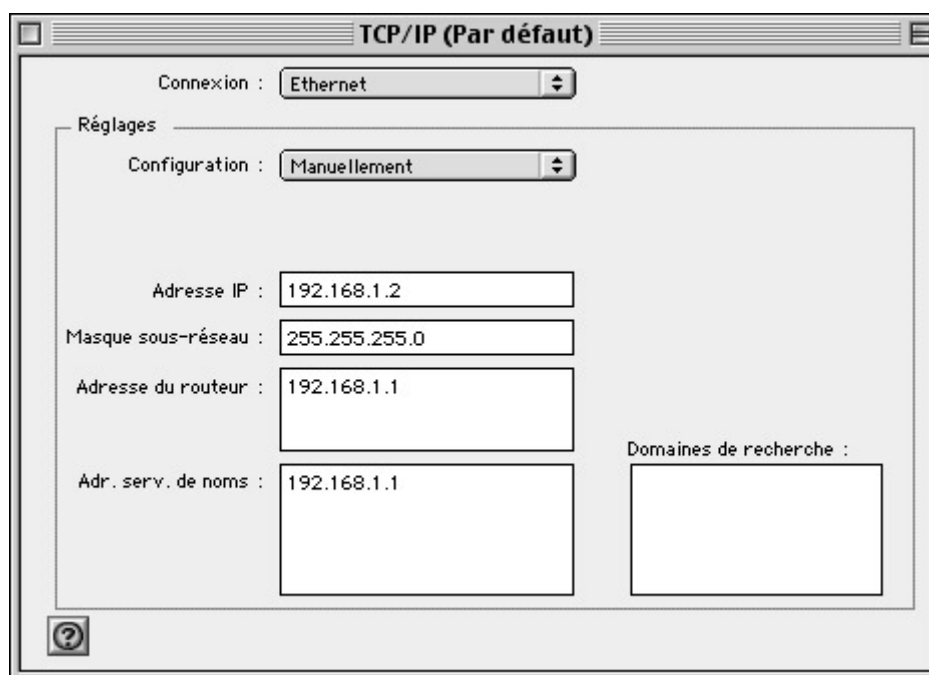 TCP/IP (Par défaut)
Connexion : Ethernet
Réglages
Configuration : Manuellement
Adresse IP : 192.168.1.2
Masque sous-réseau : 255.255.255.0
Adresse du routeur : 192.168.1.1
Domaines de recherche :
Adr. serv. de noms : 192.168.1.1
?